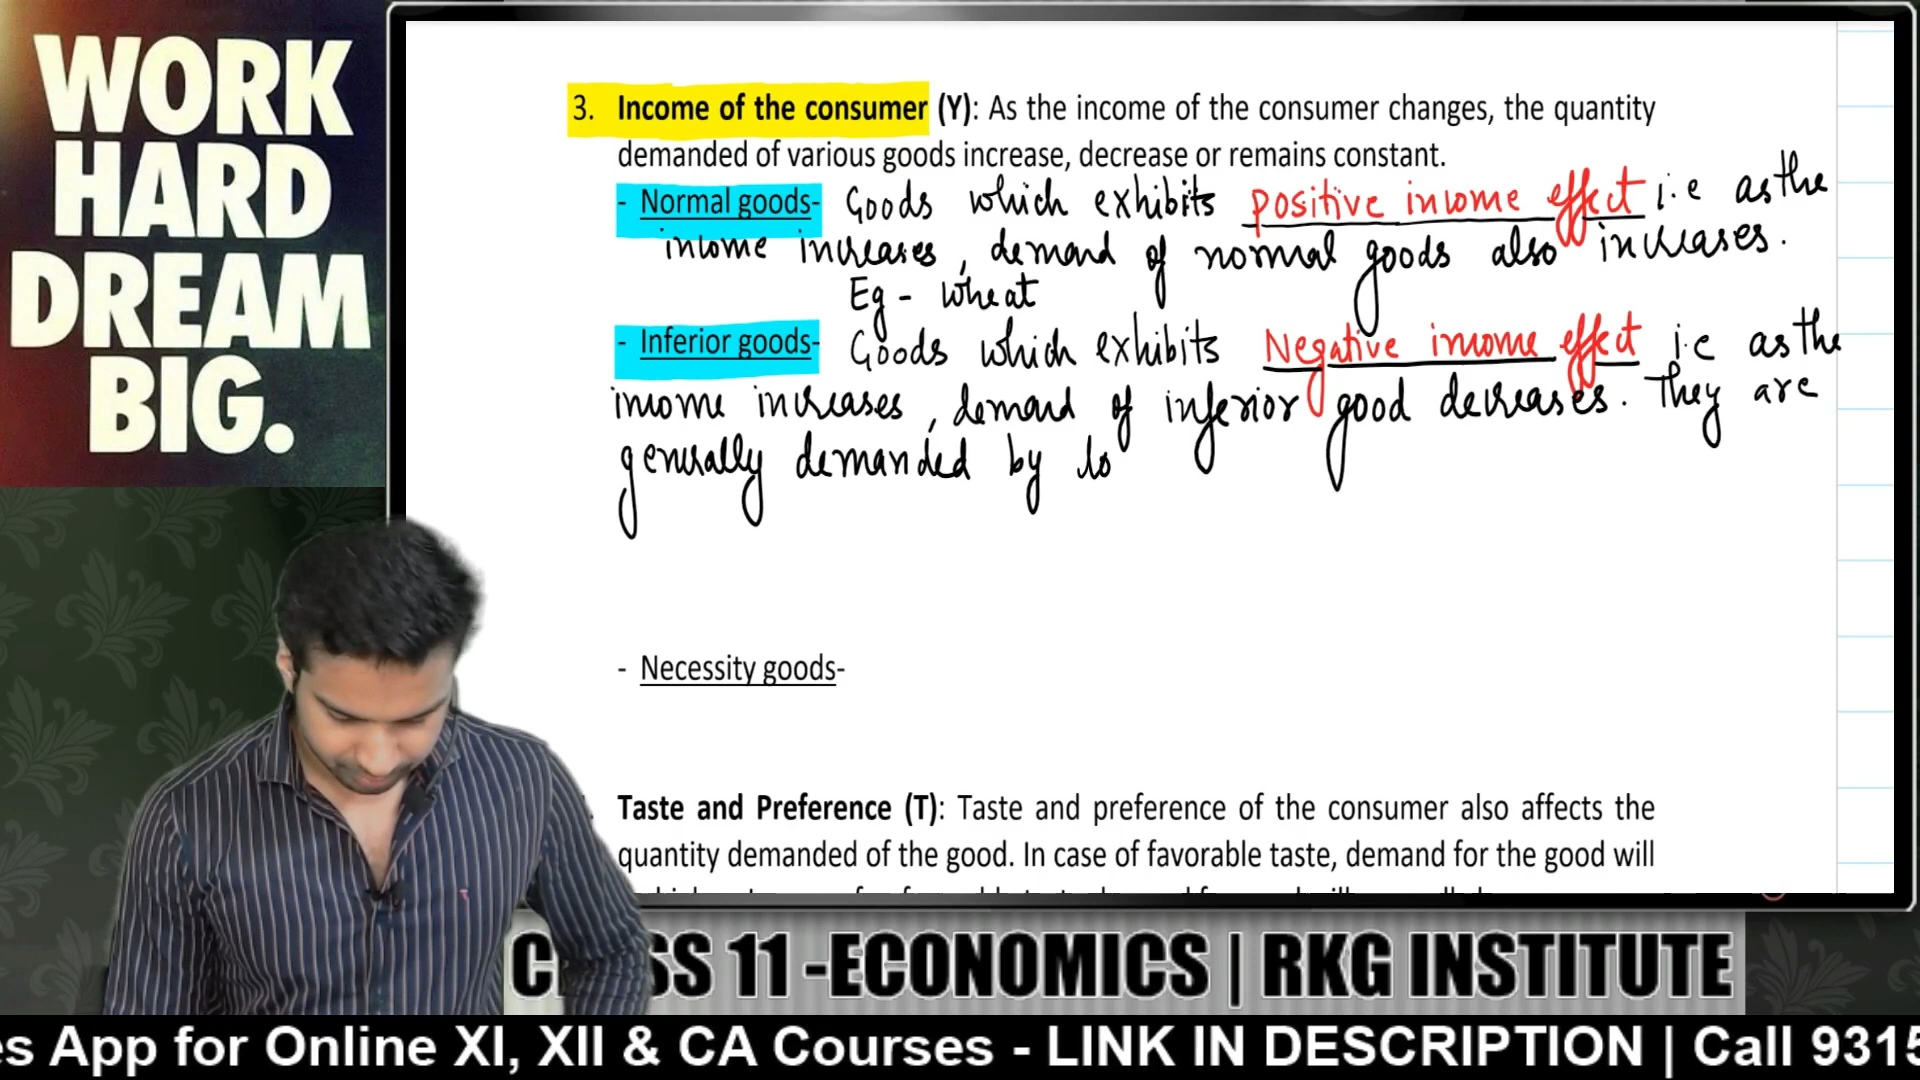 WORK
HARD
DREAM
BIG.
3. Income of the consumer (Y): As the income of the consumer changes, the quantity
demanded of various goods increase, decrease or remains constant.
- Normal goods- Goods which exhibits positive income effect i.e as the
income increases, demand of normal goods also increases.
Eg - wheat
- Inferior goods- Goods which exhibits Negative income effect i.e as the
income increases, demand of inferior good decreases. They are
generally demanded by lo
- Necessity goods-
Taste and Preference (T): Taste and preference of the consumer also affects the
quantity demanded of the good. In case of favorable taste, demand for the good will
11 -ECONOMICS | RKG INSTITUTE
es App for Online XI, XII & CA Courses - LINK IN DESCRIPTION | Call 9315